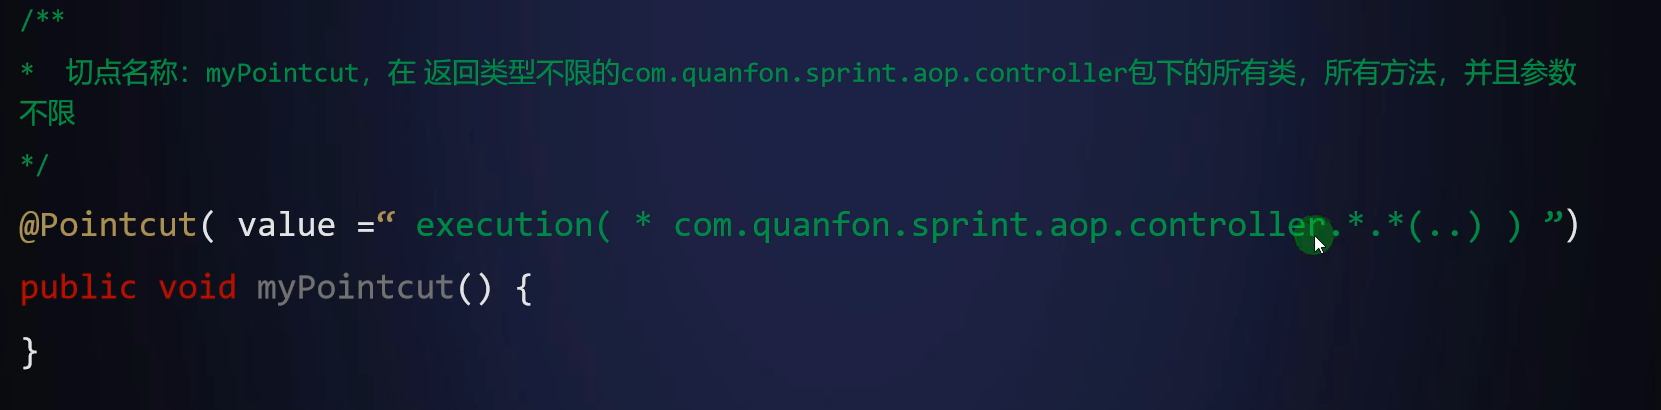 /**
*  切点名称：myPointcut，在 返回类型不限的com.quanfon.sprint.aop.controller包下的所有类，所有方法，并且参数
不限
*/
@Pointcut( value =“ execution( * com.quanfon.sprint.aop.controller.*.*(..) ) ”)
public void myPointcut() {
}